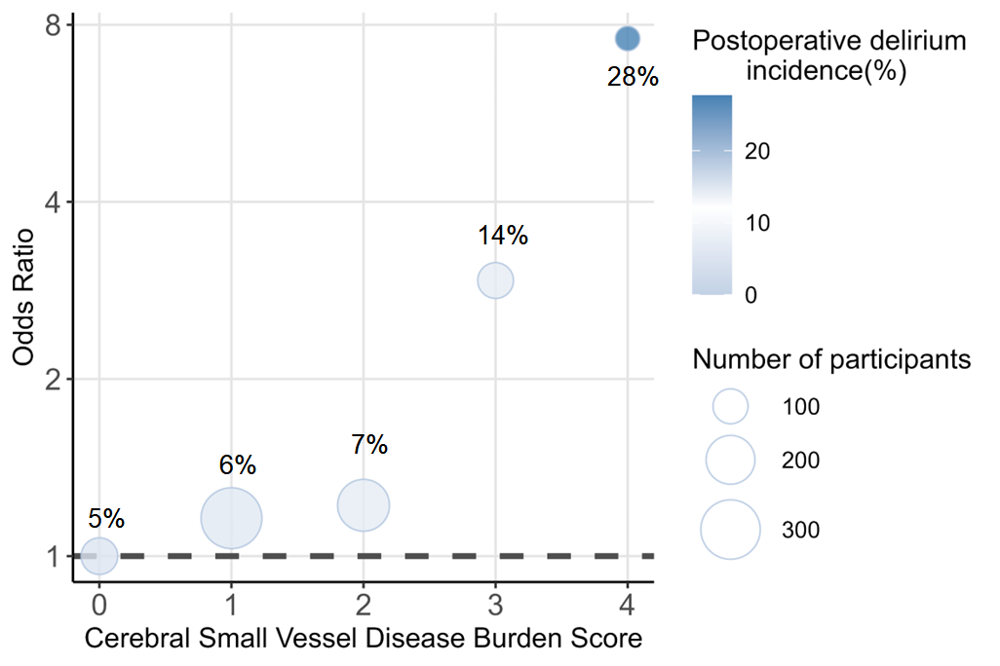 8
4
2
1
Odds Ratio
28%
14%
7%
6%
5%
0 1 2 3 4
Cerebral Small Vessel Disease Burden Score
Postoperative delirium
incidence(%)
20
10
0
Number of participants
100
200
300